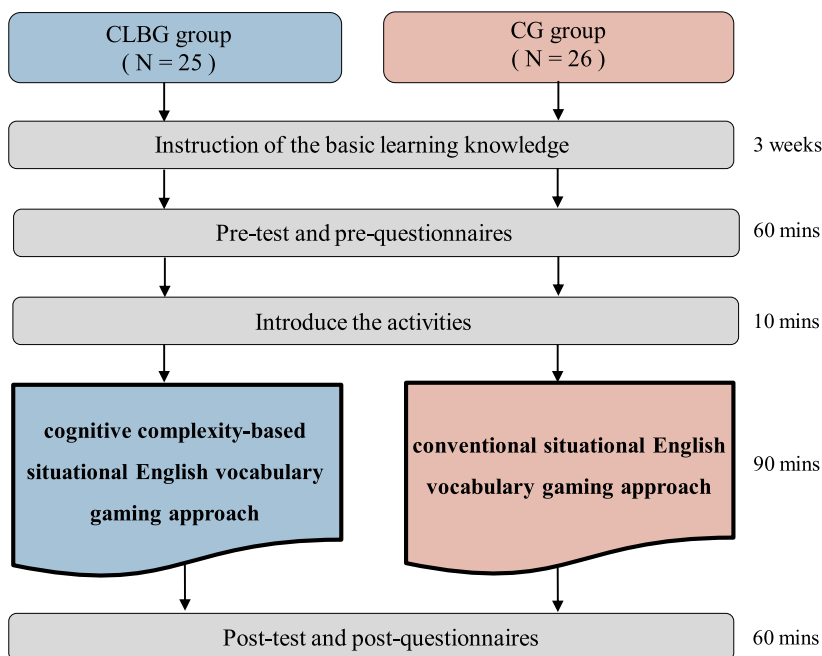 CLBG group
( N = 25 )
CG group
( N = 26 )
Instruction of the basic learning knowledge
3 weeks
Pre-test and pre-questionnaires
60 mins
Introduce the activities
10 mins
cognitive complexity-based
situational English vocabulary
gaming approach
conventional situational English
vocabulary gaming approach
90 mins
Post-test and post-questionnaires
60 mins